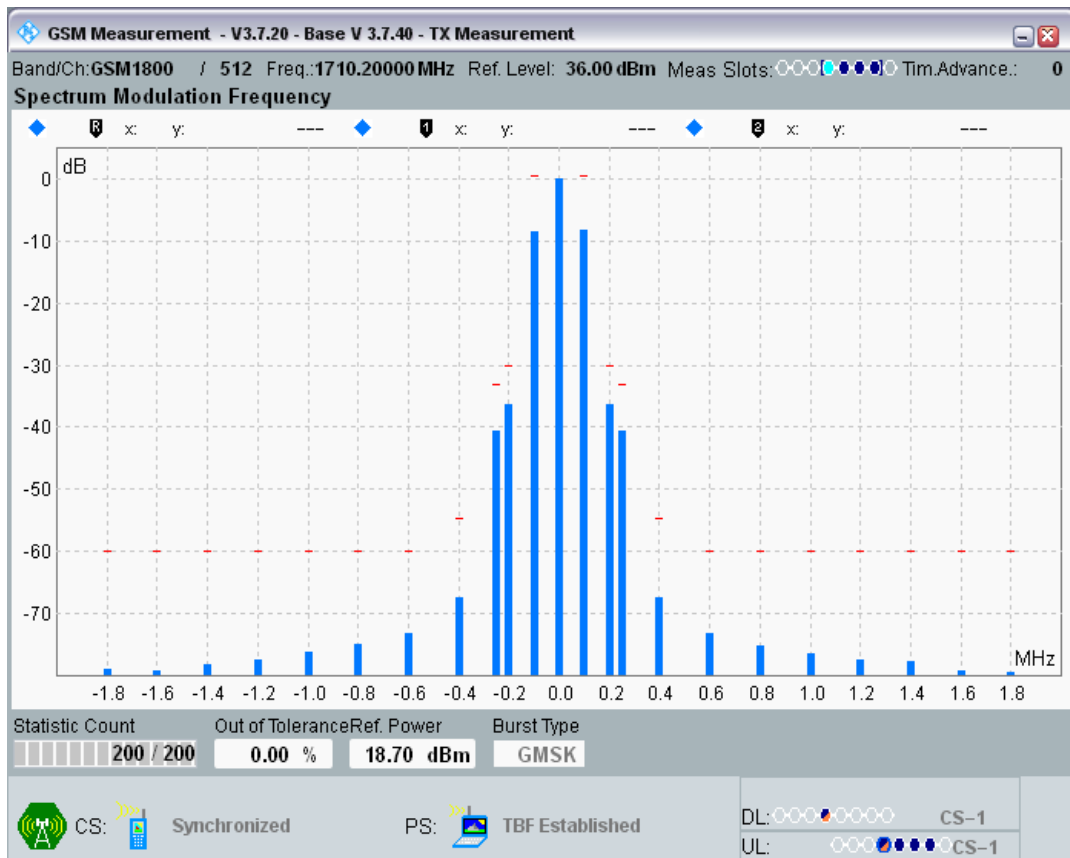 GSM Measurement - V3.7.20 - Base V 3.7.40 - TX Measurement
Band/Ch:GSM1800 / 512 Freq.:1710.20000 MHz Ref. Level: 36.00 dBm Meas Slots: Tim.Advance.: 0
Spectrum Modulation Frequency
R x: y: --- 1 x: y: --- 2 x: y: ---
dB
0
-10
-20
-30
-40
-50
-60
-70
MHz
-1.8 -1.6 -1.4 -1.2 -1.0 -0.8 -0.6 -0.4 -0.2 0.0 0.2 0.4 0.6 0.8 1.0 1.2 1.4 1.6 1.8
Statistic Count Out of Tolerance Ref. Power Burst Type
200 / 200 0.00 % 18.70 dBm GMSK
CS: Synchronized PS: TBF Established
DL: CS-1
UL: CS-1